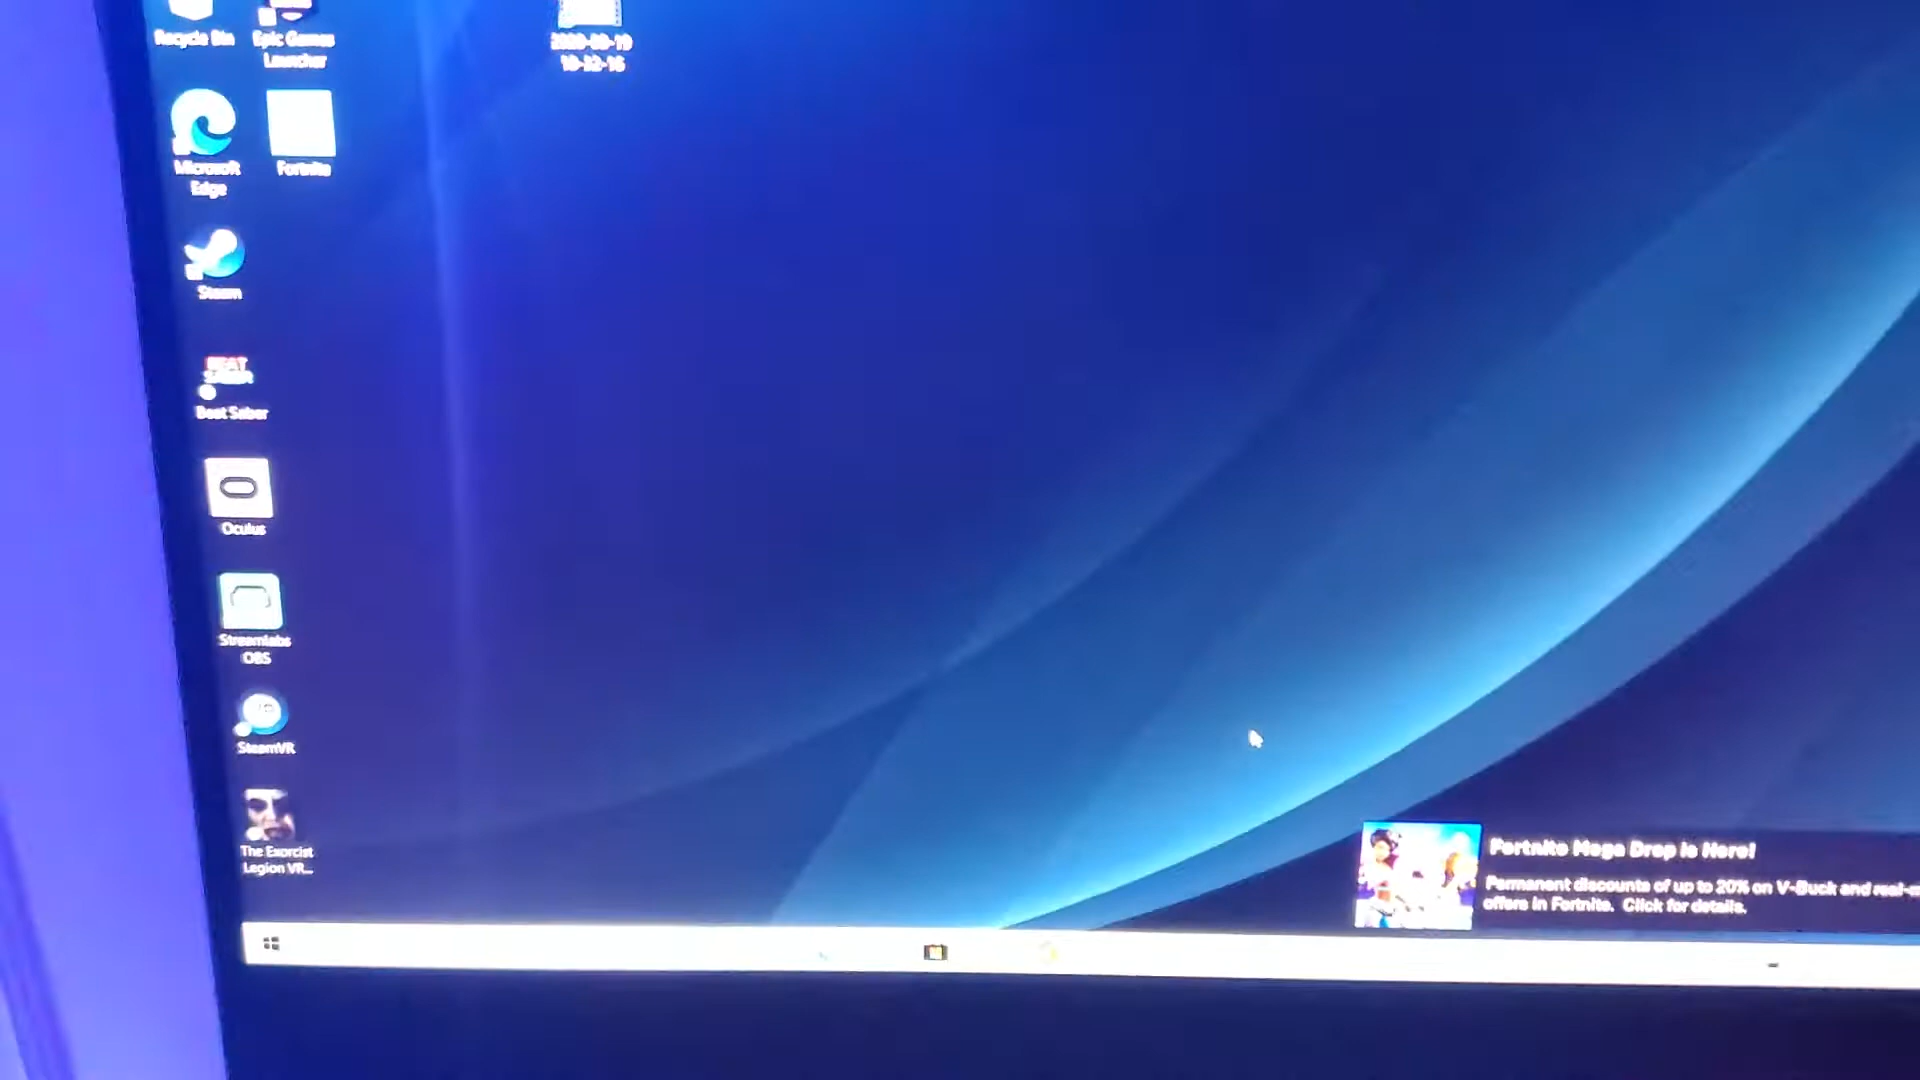 Recycle Bin
Epic Games
Launcher
Microsoft
Edge
Fortnite
Steam
BEAT
SABER
Beat Saber
Oculus
Streamlabs
OBS
SteamVR
The Exorcist
Legion VR...
Fortnite Mega Drop is Here!
Permanent discounts of up to 20% on V-Buck and real-m
offers in Fortnite. Click for details.